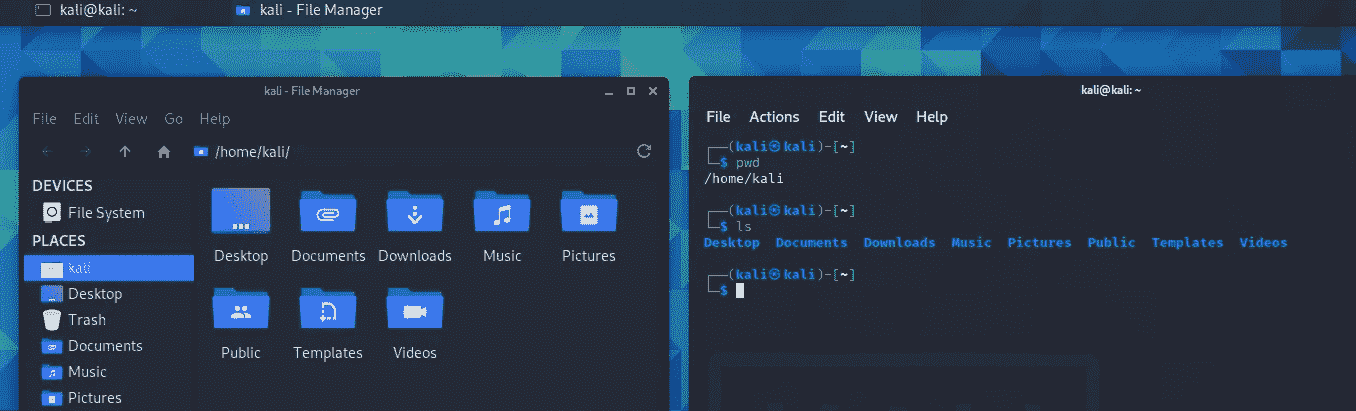 kali@kali: ~
kali - File Manager
kali - File Manager
File Edit View Go Help
/home/kali/
DEVICES
File System
PLACES
kali
Desktop
Trash
Documents
Music
Pictures
Desktop Documents Downloads Music Pictures
Public Templates Videos
kali@kali: ~
File Actions Edit View Help
┌──(kali㉿kali)-[~]
└─$ pwd
/home/kali
┌──(kali㉿kali)-[~]
└─$ ls
Desktop Documents Downloads Music Pictures Public Templates Videos
┌──(kali㉿kali)-[~]
└─$